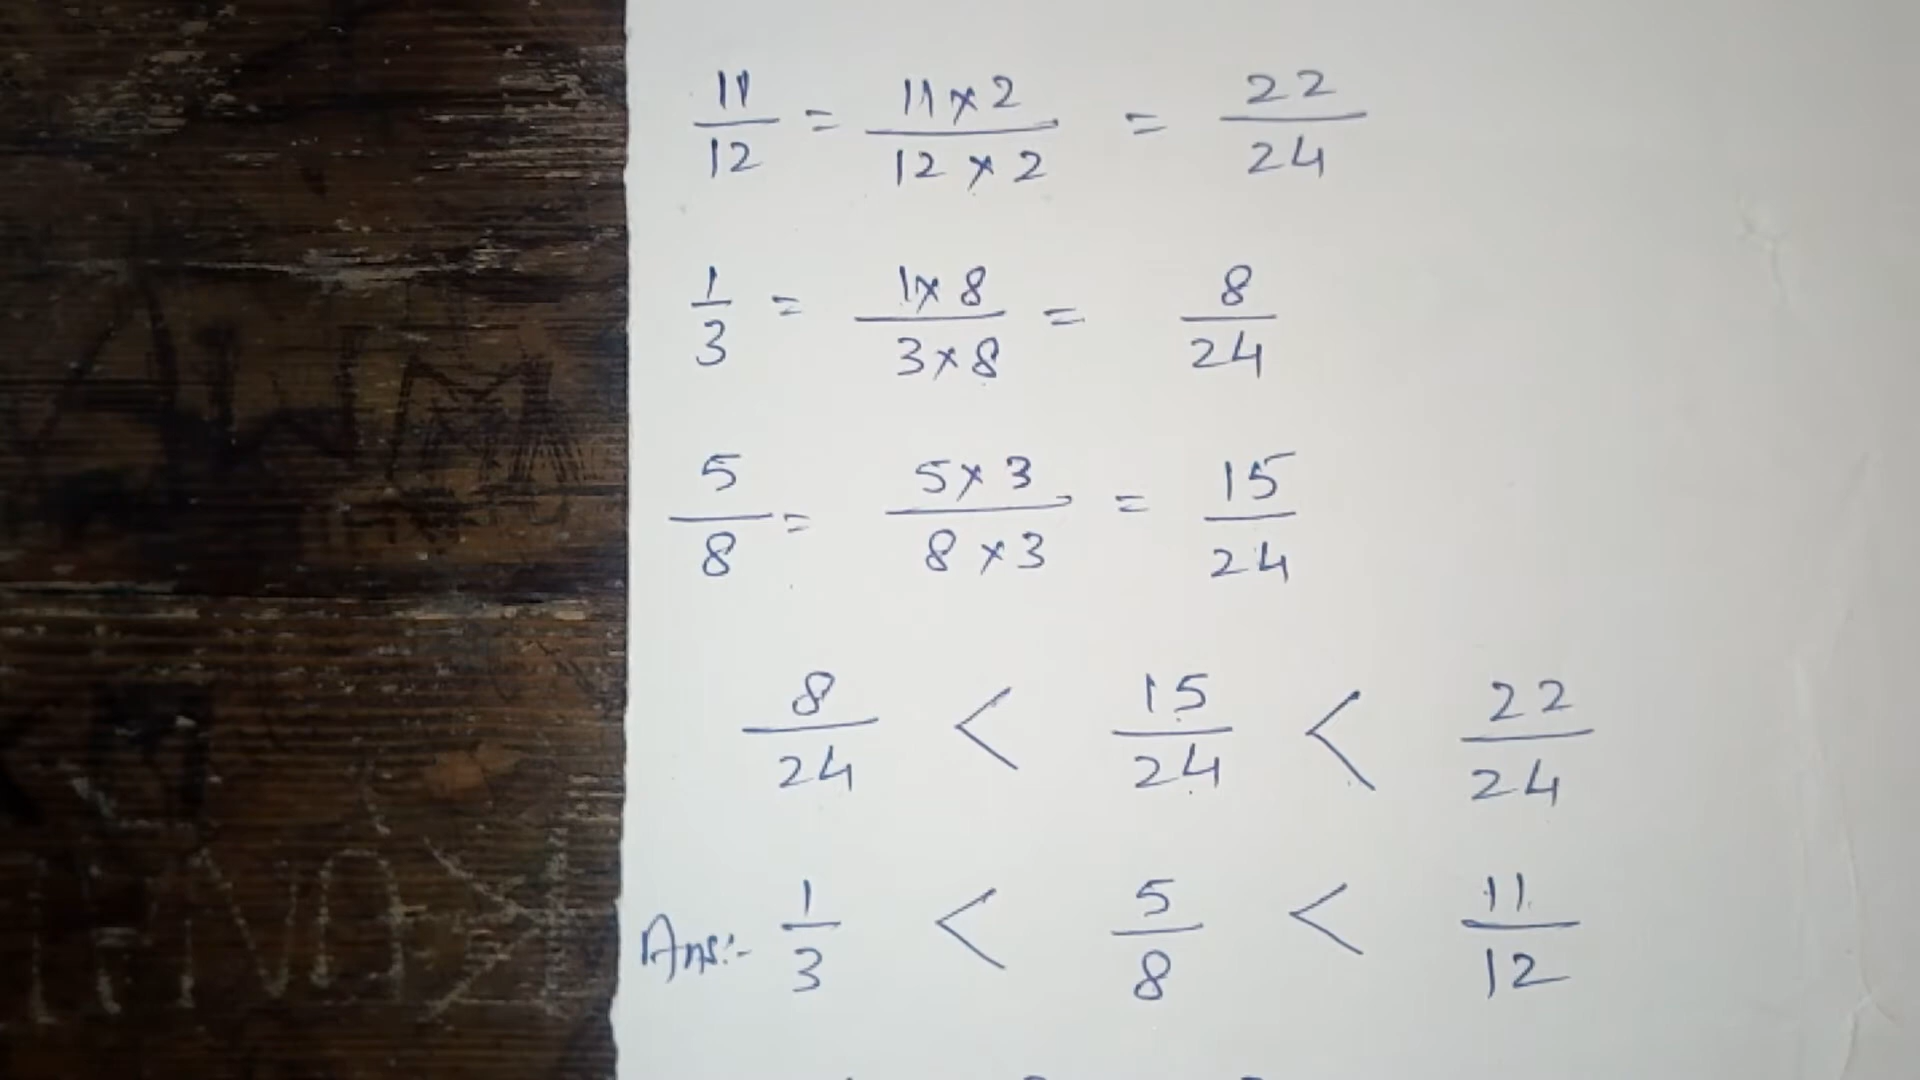 11/12 = 11×2/12×2 = 22/24
1/3 = 1×8/3×8 = 8/24
5/8 = 5×3/8×3 = 15/24
8/24 < 15/24 < 22/24
Ans:- 1/3 < 5/8 < 11/12